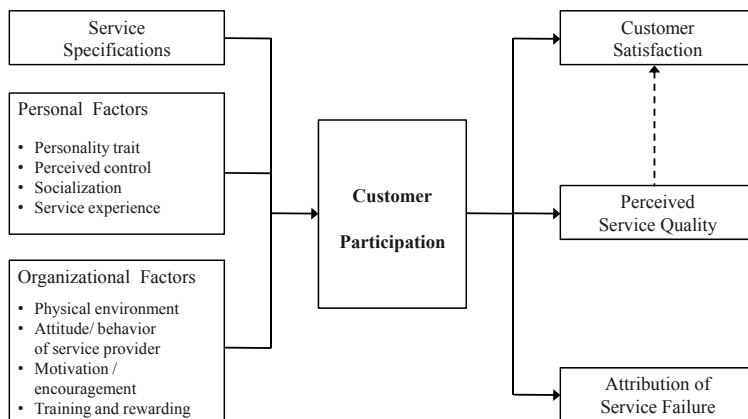 Service
Specifications
Personal Factors
• Personality trait
• Perceived control
• Socialization
• Service experience
Organizational Factors
• Physical environment
• Attitude/ behavior
of service provider
• Motivation /
encouragement
• Training and rewarding
Customer
Participation
Customer
Satisfaction
Perceived
Service Quality
Attribution of
Service Failure